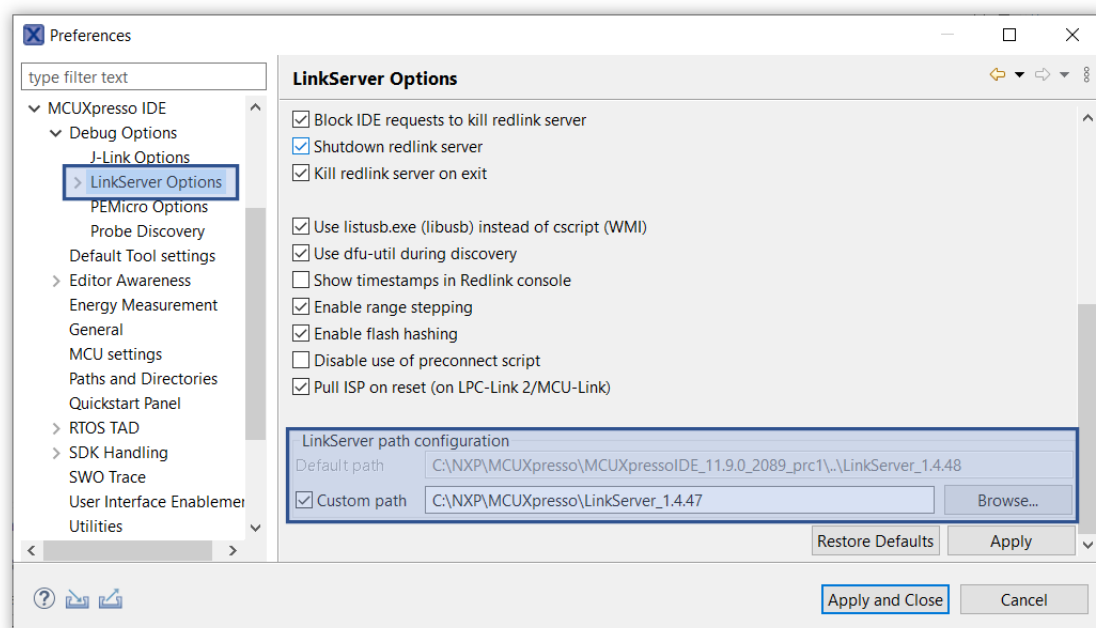 Preferences
type filter text
MCUXpresso IDE
Debug Options
J-Link Options
LinkServer Options
PEMicro Options
Probe Discovery
Default Tool settings
Editor Awareness
Energy Measurement
General
MCU settings
Paths and Directories
Quickstart Panel
RTOS TAD
SDK Handling
SWO Trace
User Interface Enablemer
Utilities
LinkServer Options
Block IDE requests to kill redlink server
Shutdown redlink server
Kill redlink server on exit
Use listusb.exe (libusb) instead of cscript (WMI)
Use dfu-util during discovery
Show timestamps in Redlink console
Enable range stepping
Enable flash hashing
Disable use of preconnect script
Pull ISP on reset (on LPC-Link 2/MCU-Link)
LinkServer path configuration
Default path C:\NXP\MCUXpresso\MCUXpressoIDE_11.9.0_2089_prc1\..\LinkServer_1.4.48
Custom path C:\NXP\MCUXpresso\LinkServer_1.4.47 Browse...
Restore Defaults Apply
Apply and Close Cancel